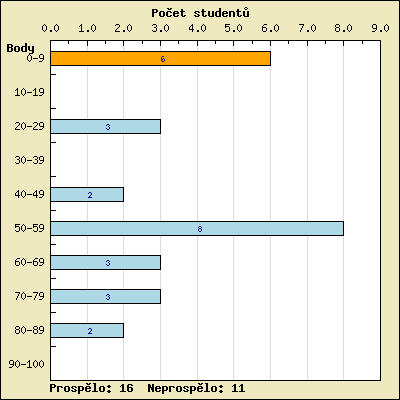 Počet studentů
0.0 1.0 2.0 3.0 4.0 5.0 6.0 7.0 8.0 9.0
Body
0-9 6
10-19
20-29 3
30-39
40-49 2
50-59 8
60-69 3
70-79 3
80-89 2
90-100
Prospělo: 16 Neprospělo: 11